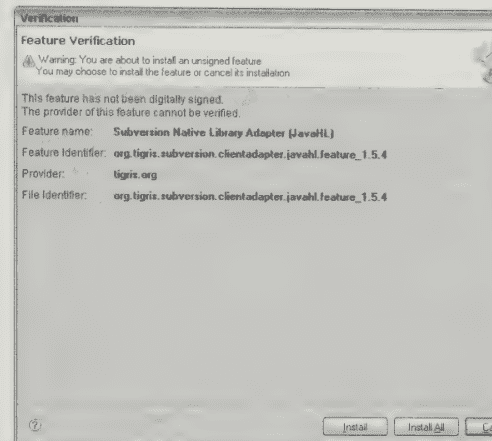 Verification
Feature Verification
Warning: You are about to install an unsigned feature
You may choose to install the feature or cancel its installation
This feature has not been digitally signed.
The provider of this feature cannot be verified.
Feature name: Subversion Native Library Adapter (JavaHL)
Feature Identifier: org.tigris.subversion.clientadapter.javahl.feature_1.5.4
Provider: tigris.org
File Identifier: org.tigris.subversion.clientadapter.javahl.feature_1.5.4
? Install Install All